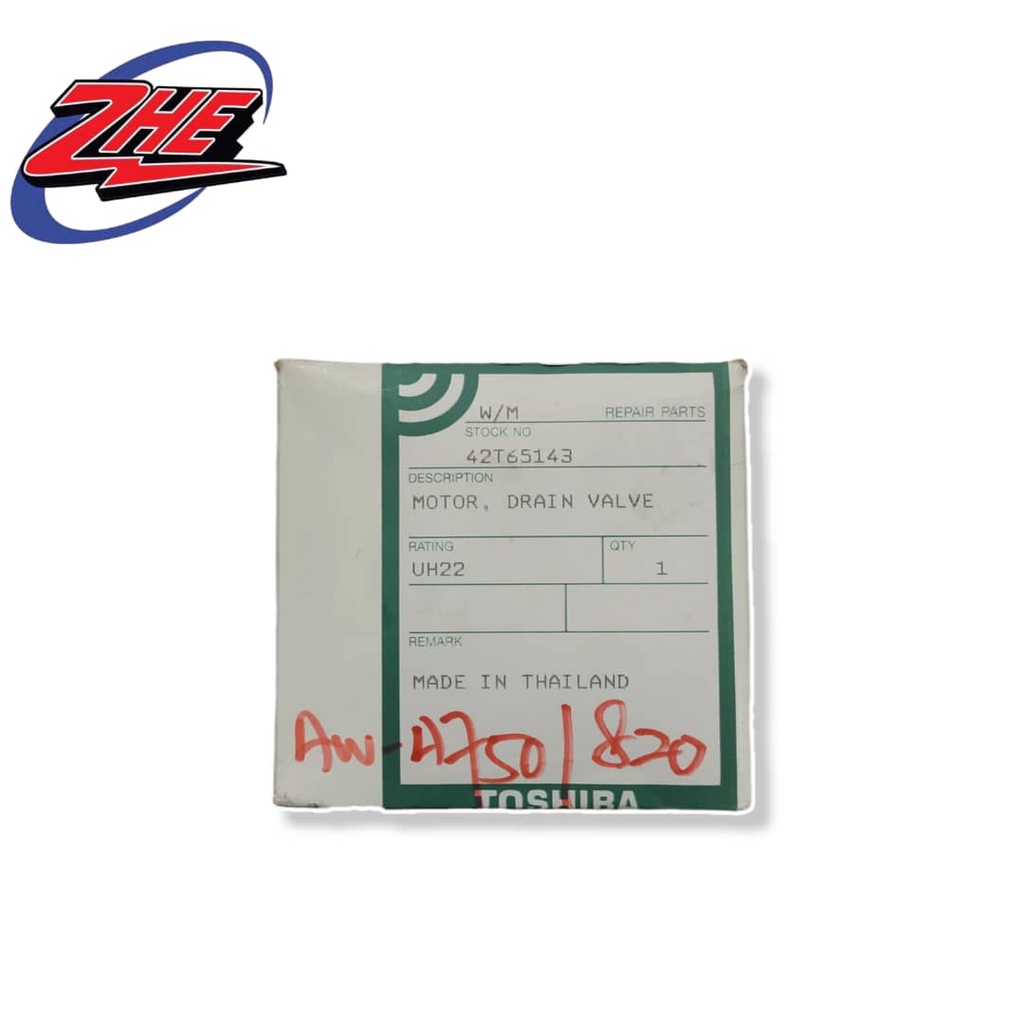 ZHE
W/M REPAIR PARTS
STOCK NO
42T65143
DESCRIPTION
MOTOR, DRAIN VALVE
RATING QTY
UH22 1
REMARK
MADE IN THAILAND
AW-A750/820
TOSHIBA